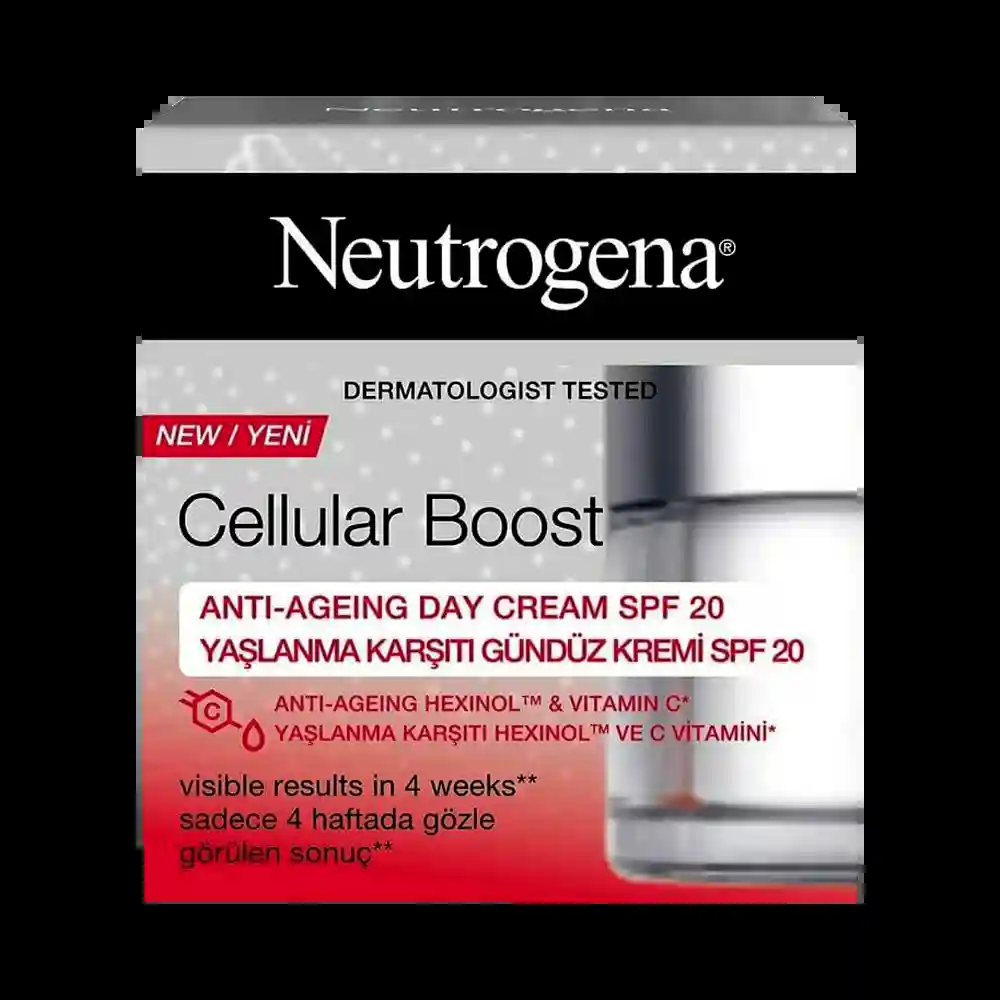 Neutrogena
Neutrogena®
DERMATOLOGIST TESTED
NEW / YENİ
Cellular Boost
ANTI-AGEING DAY CREAM SPF 20
YAŞLANMA KARŞITI GÜNDÜZ KREMİ SPF 20
C
ANTI-AGEING HEXINOL™ & VITAMIN C*
YAŞLANMA KARŞITI HEXINOL™ VE C VİTAMİNİ*
visible results in 4 weeks**
sadece 4 haftada gözle
görülen sonuç**